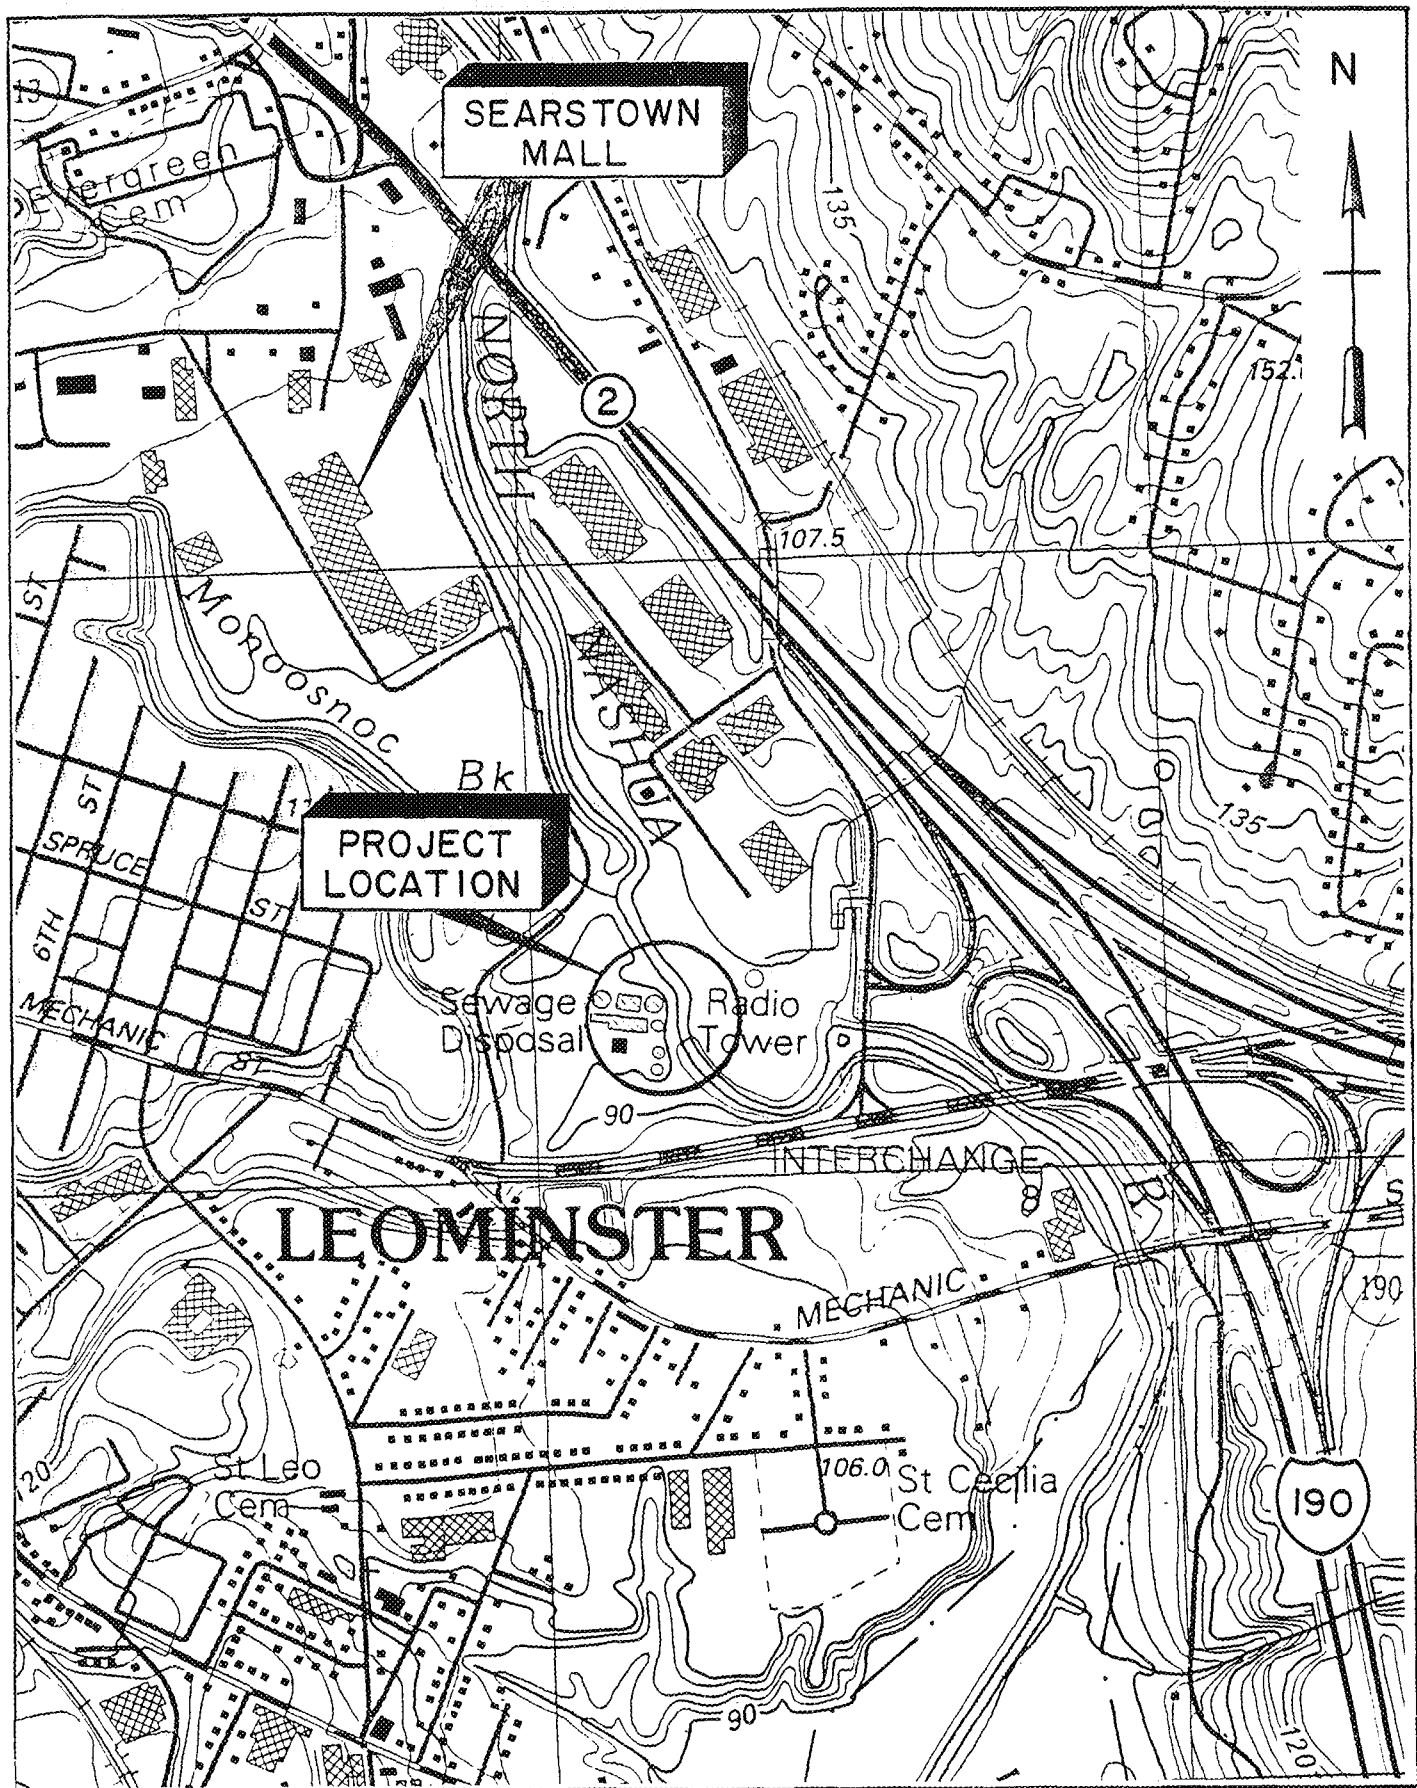 N
SEARSTOWN
MALL
13
Evergreen
Cem
135
NORTH
2
152.
107.5
ST
Monoosnoc
Bk
NASHUA
ST
PROJECT
LOCATION
SPRUCE
ST
135
6TH
MECHANIC
Sewage
Disposal
Radio
Tower
90
INTERCHANGE
8
R
S
LEOMINSTER
MECHANIC
190
106.0
St Leo
Cem
St Cecilia
Cem
120
190
90
120